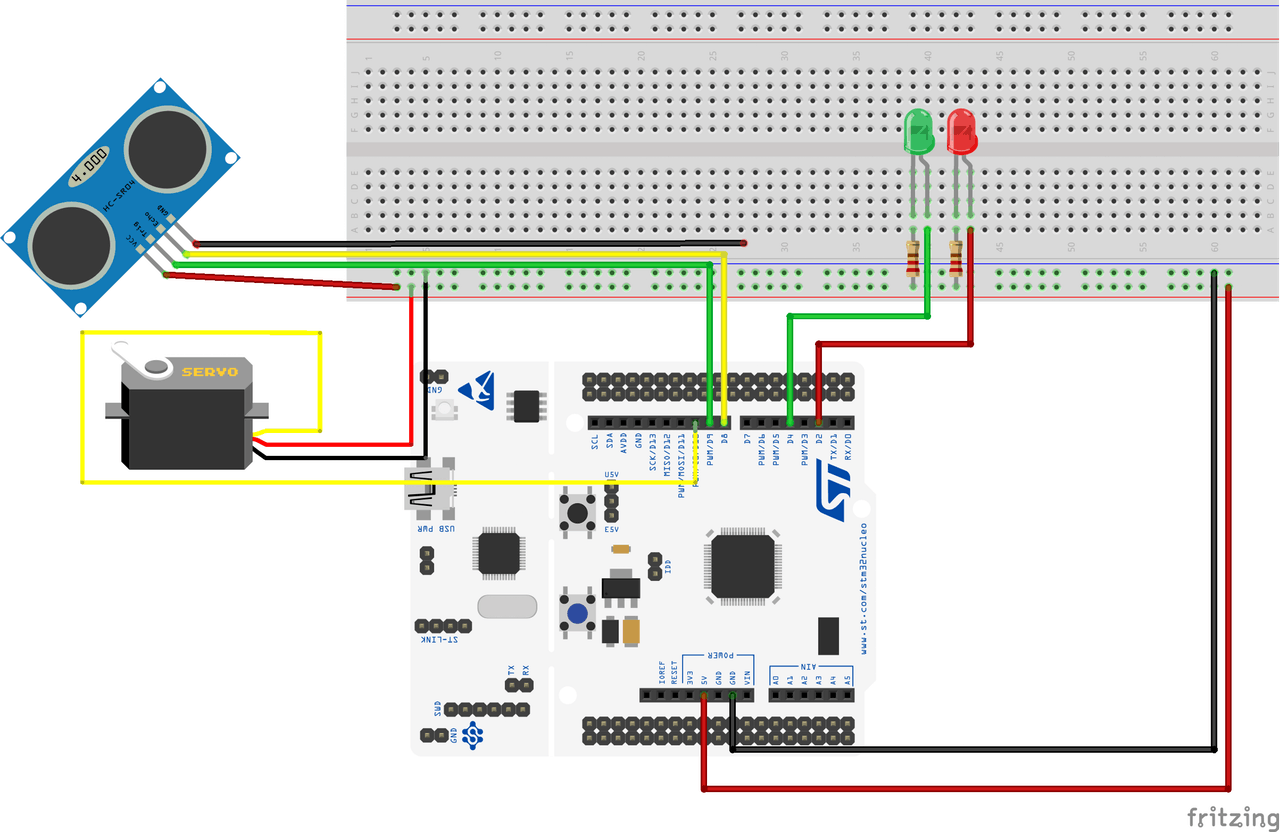 1 5 10 15 20 25 30 35 40 45 50 55 60
J J
I I
H H
G G
F F
E E
D D
C C
B B
A A
30 35 40 45 50 55 60
4.000
HC-SR04
VCC
Trig
Echo
GND
SERVO
GND
SCL
SDA
AVDD
GND
SCK/D13
MISO/D12
PWM/MOSI/D11
PWM/D9
D8
D7
PWM/D6
PWM/D5
D4
PWM/D3
D2
TX/D1
RX/D0
ST
USB PWR
U5V
E5V
IDD
www.st.com/stm32nucleo
ST-LINK
TX
RX
SWD
GND
POWER
AIN
IOREF
RESET
3V3
5V
GND
GND
VIN
A0
A1
A2
A3
A4
A5
fritzing